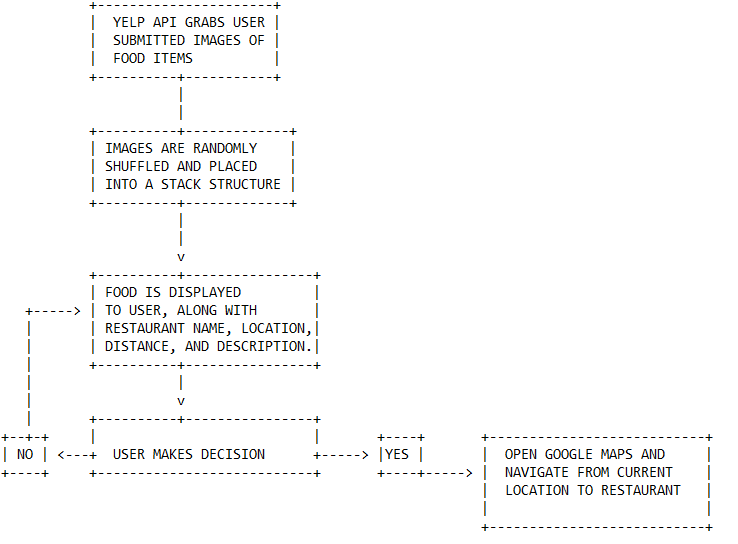 YELP API GRABS USER
SUBMITTED IMAGES OF
FOOD ITEMS
IMAGES ARE RANDOMLY
SHUFFLED AND PLACED
INTO A STACK STRUCTURE
FOOD IS DISPLAYED
TO USER, ALONG WITH
RESTAURANT NAME, LOCATION,
DISTANCE, AND DESCRIPTION.
NO
USER MAKES DECISION
YES
OPEN GOOGLE MAPS AND
NAVIGATE FROM CURRENT
LOCATION TO RESTAURANT